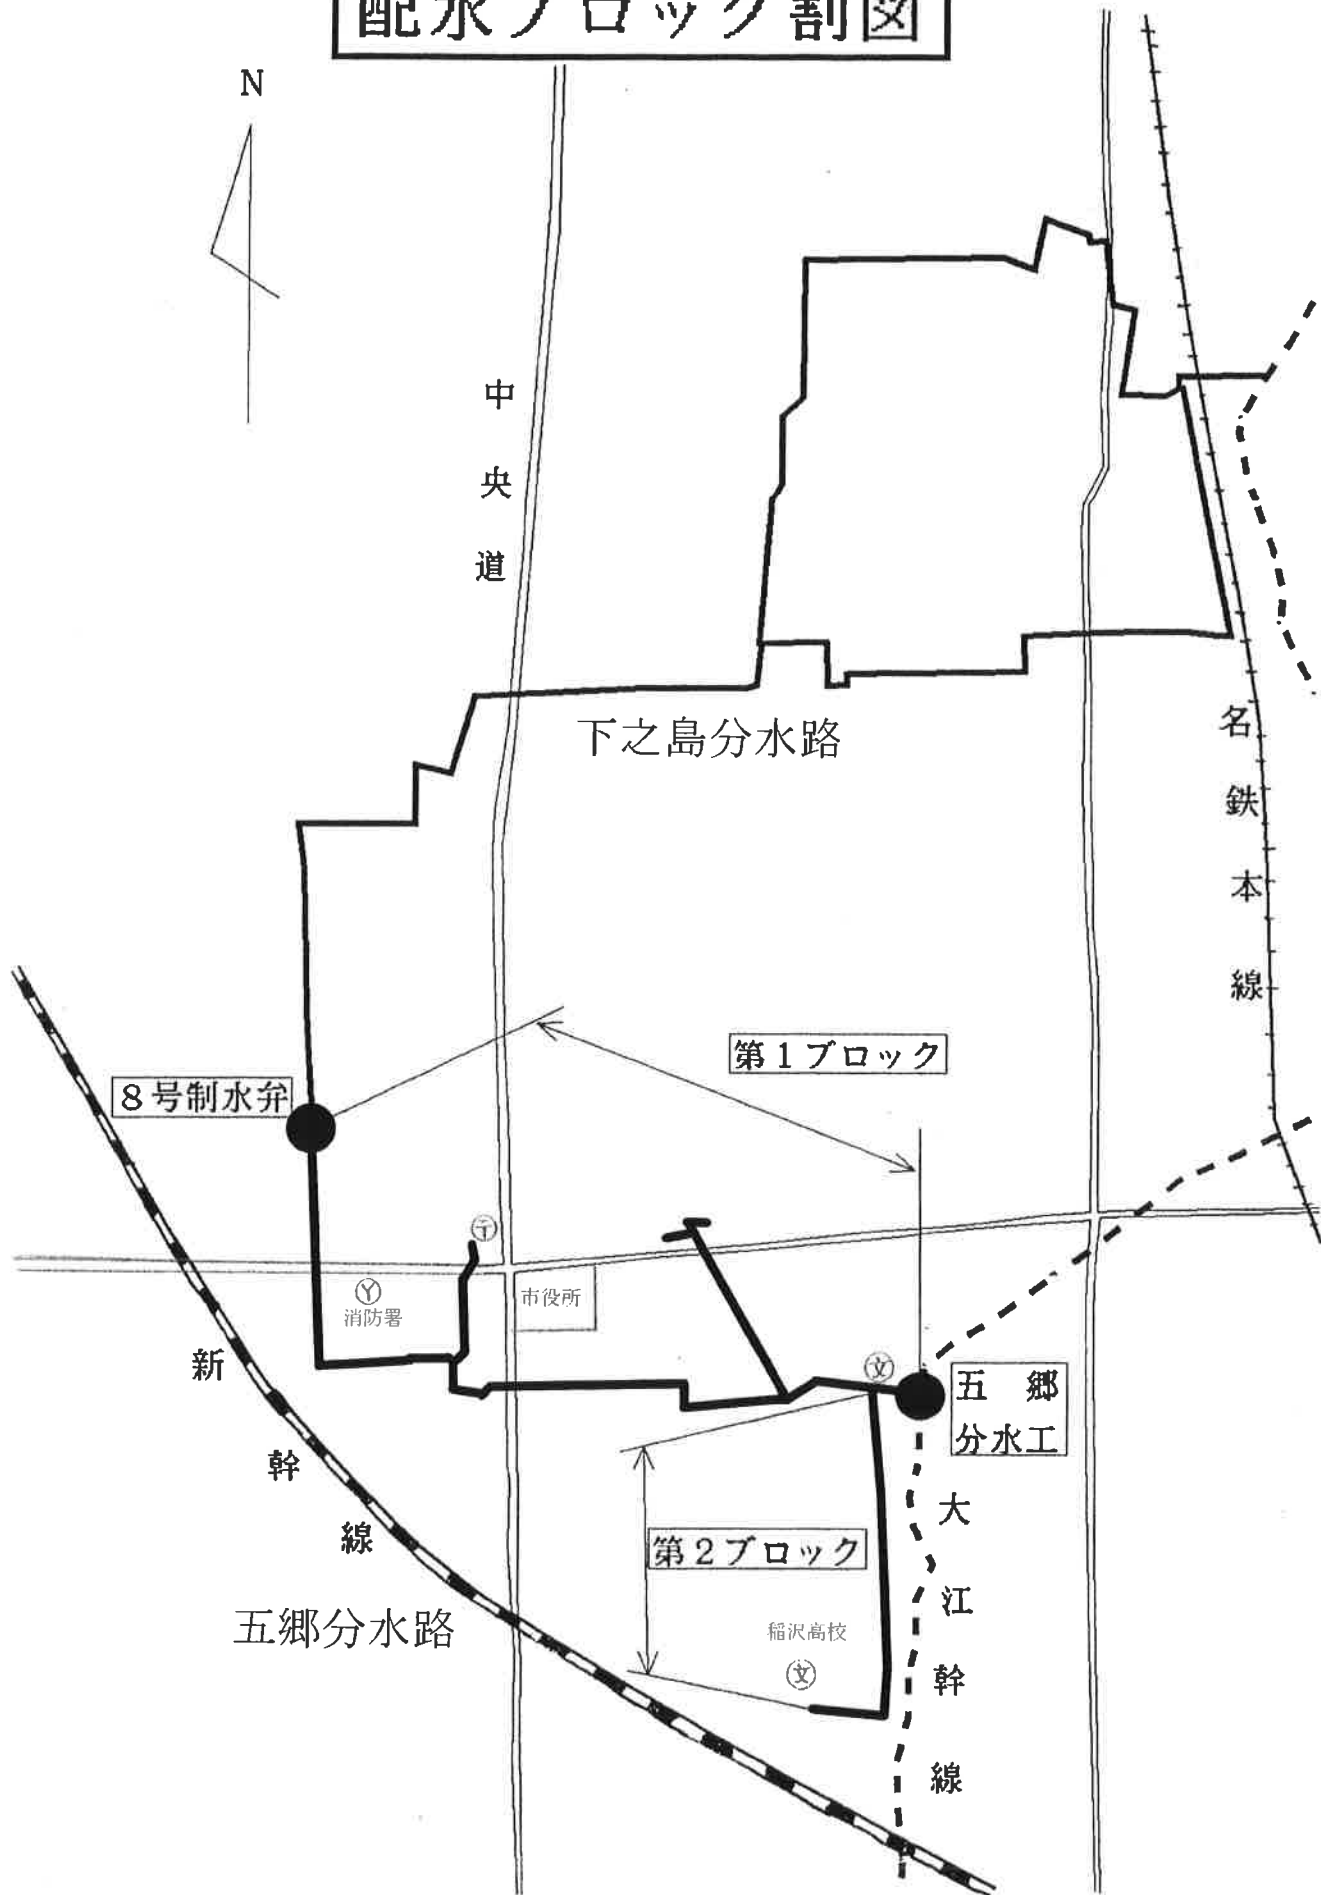 配水ブロック割図
N
中央道
下之島分水路
名鉄本線
第1ブロック
8号制水弁
〒
Y
消防署
市役所
文
五郷
分水工
新幹線
大江幹線
第2ブロック
五郷分水路
稲沢高校
文